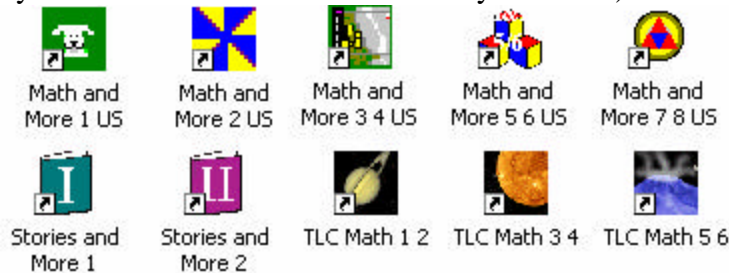 Math and
More 1 US
Math and
More 2 US
Math and
More 3 4 US
Math and
More 5 6 US
Math and
More 7 8 US
I
Stories and
More 1
II
Stories and
More 2
TLC Math 1 2
TLC Math 3 4
TLC Math 5 6